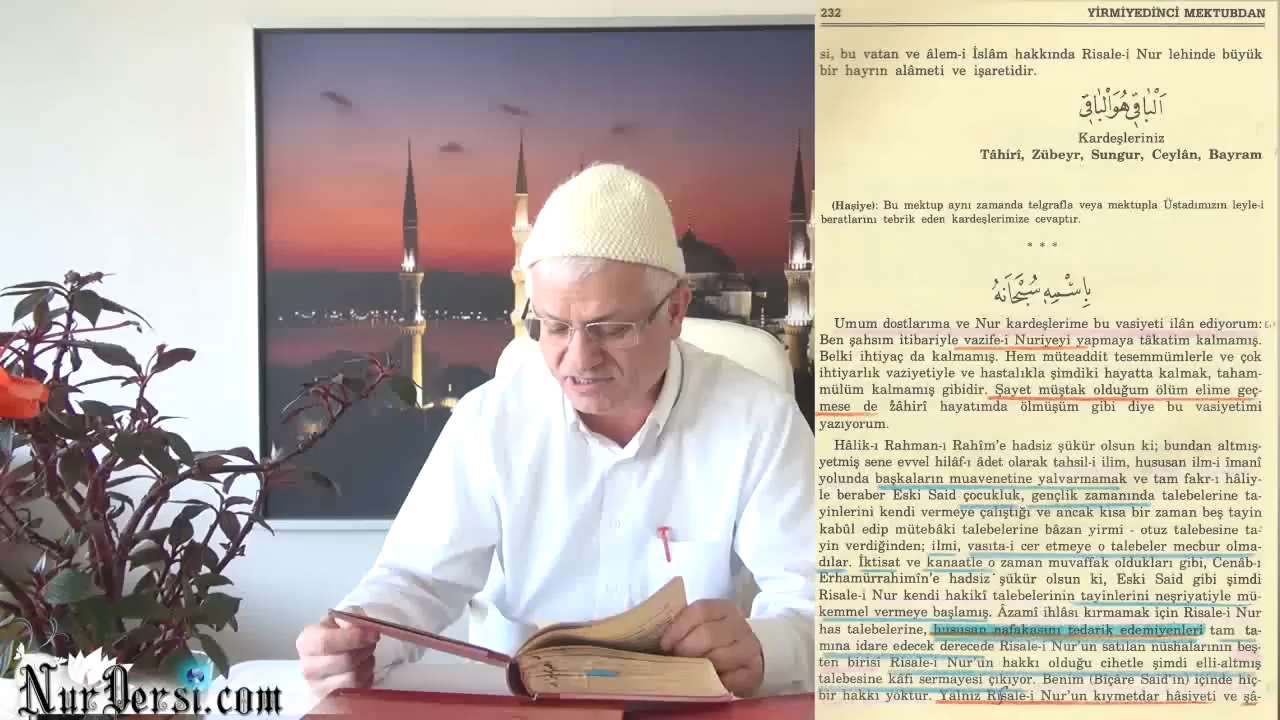 232 YİRMİYEDİNCİ MEKTUBDAN
si, bu vatan ve âlem-i İslâm hakkında Risale-i Nur lehinde büyük
bir hayrın alâmeti ve işaretidir.
اَلْبَاقِى هُوَ الْبَاقِى
Kardeşleriniz
Tâhirî, Zübeyr, Sungur, Ceylân, Bayram
(Haşiye): Bu mektup aynı zamanda telgrafla veya mektupla Üstadımızın leyle-i
beratlarını tebrik eden kardeşlerimize cevaptır.
* * *
بِاسْمِهِ سُبْحَانَهُ
Umum dostlarıma ve Nur kardeşlerime bu vasiyeti ilân ediyorum:
Ben şahsım itibariyle vazife-i Nuriyeyi yapmaya tâkatim kalmamış.
Belki ihtiyaç da kalmamış. Hem müteaddit tesemmümlerle ve çok
ihtiyarlık vaziyetiyle ve hastalıkla şimdiki hayatta kalmak, taham-
mülüm kalmamış gibidir. Şayet müştak olduğum ölüm elime geç-
mese de zâhirî hayatımda ölmüşüm gibi diye bu vasiyetimi
yazıyorum.
Hâlik-ı Rahman-ı Rahîm'e hadsiz şükür olsun ki; bundan altmış-
yetmiş sene evvel hilâf-ı âdet olarak tahsil-i ilim, hususan ilm-i îmanî
yolunda başkaların muavenetine yalvarmamak ve tam fakr-ı hâliy-
le beraber Eski Said çocukluk, gençlik zamanında talebelerine ta-
yinlerini kendi vermeye çalıştığı ve ancak kısa bir zaman beş tayin
kabûl edip mütebâki talebelerine bâzan yirmi - otuz talebesine ta-
yin verdiğinden; ilmi, vasıta-i cer etmeye o talebeler mecbur olma-
dılar. İktisat ve kanaatle o zaman muvaffak oldukları gibi, Cenâb-ı
Erhamürrahimîn'e hadsiz şükür olsun ki, Eski Said gibi şimdi
Risale-i Nur kendi hakikî talebelerinin tayinlerini neşriyatiyle mü-
kemmel vermeye başlamış. Âzamî ihlâsı kırmamak için Risale-i Nur
has talebelerine, hususan nafakasını tedarik edemiyenleri tam ta-
mına idare edecek derecede Risale-i Nur'un satılan nüshalarının beş-
ten birisi Risale-i Nur'un hakkı olduğu cihetle şimdi elli-altmış
talebesine kâfi sermayesi çıkıyor. Benim (Bîçâre Said'in) içinde hiç-
bir hakkı yoktur. Yalnız Risale-i Nur'un kıymetdar hâsiyeti ve şâ-
NurDersi.com